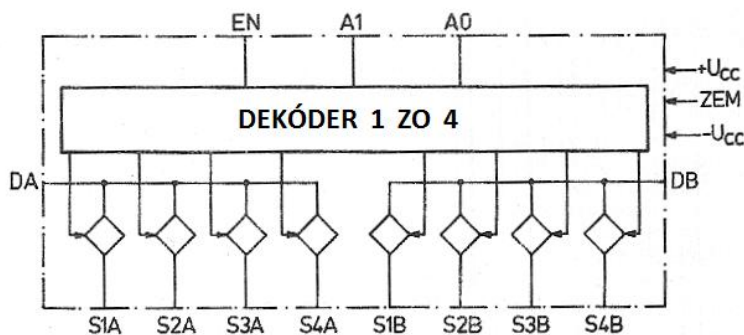 EN A1 A0
+UCC
ZEM
-UCC
DEKÓDER 1 ZO 4
DA DB
S1A S2A S3A S4A S1B S2B S3B S4B